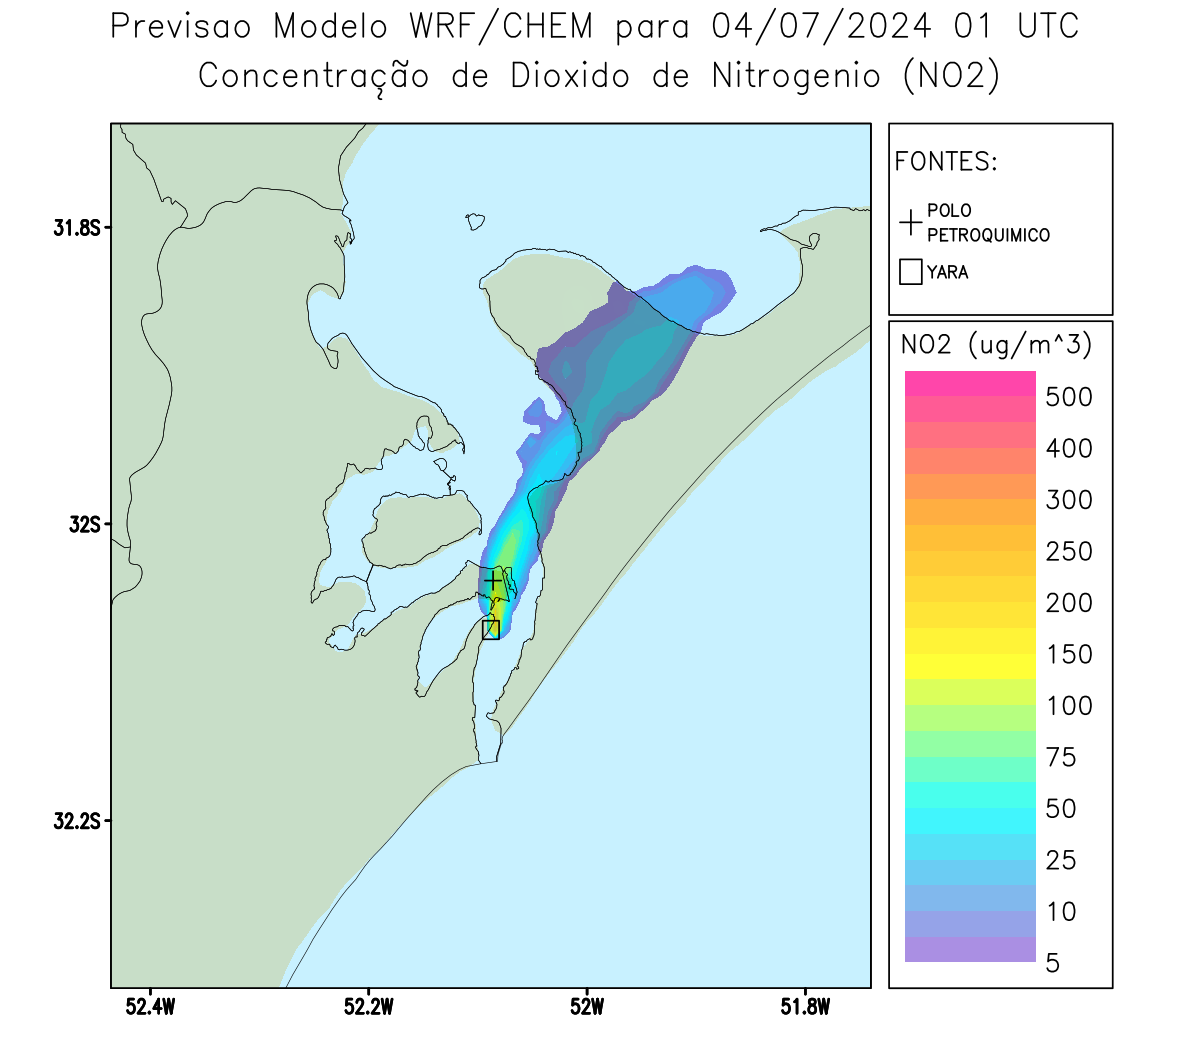 Previsao Modelo WRF/CHEM para 04/07/2024 01 UTC
Concentração de Dioxido de Nitrogenio (NO2)
FONTES:
POLO
PETROQUIMICO
YARA
NO2 (ug/m^3)
500
400
300
250
200
150
100
75
50
25
10
5
31.8S
32S
32.2S
52.4W
52.2W
52W
51.8W